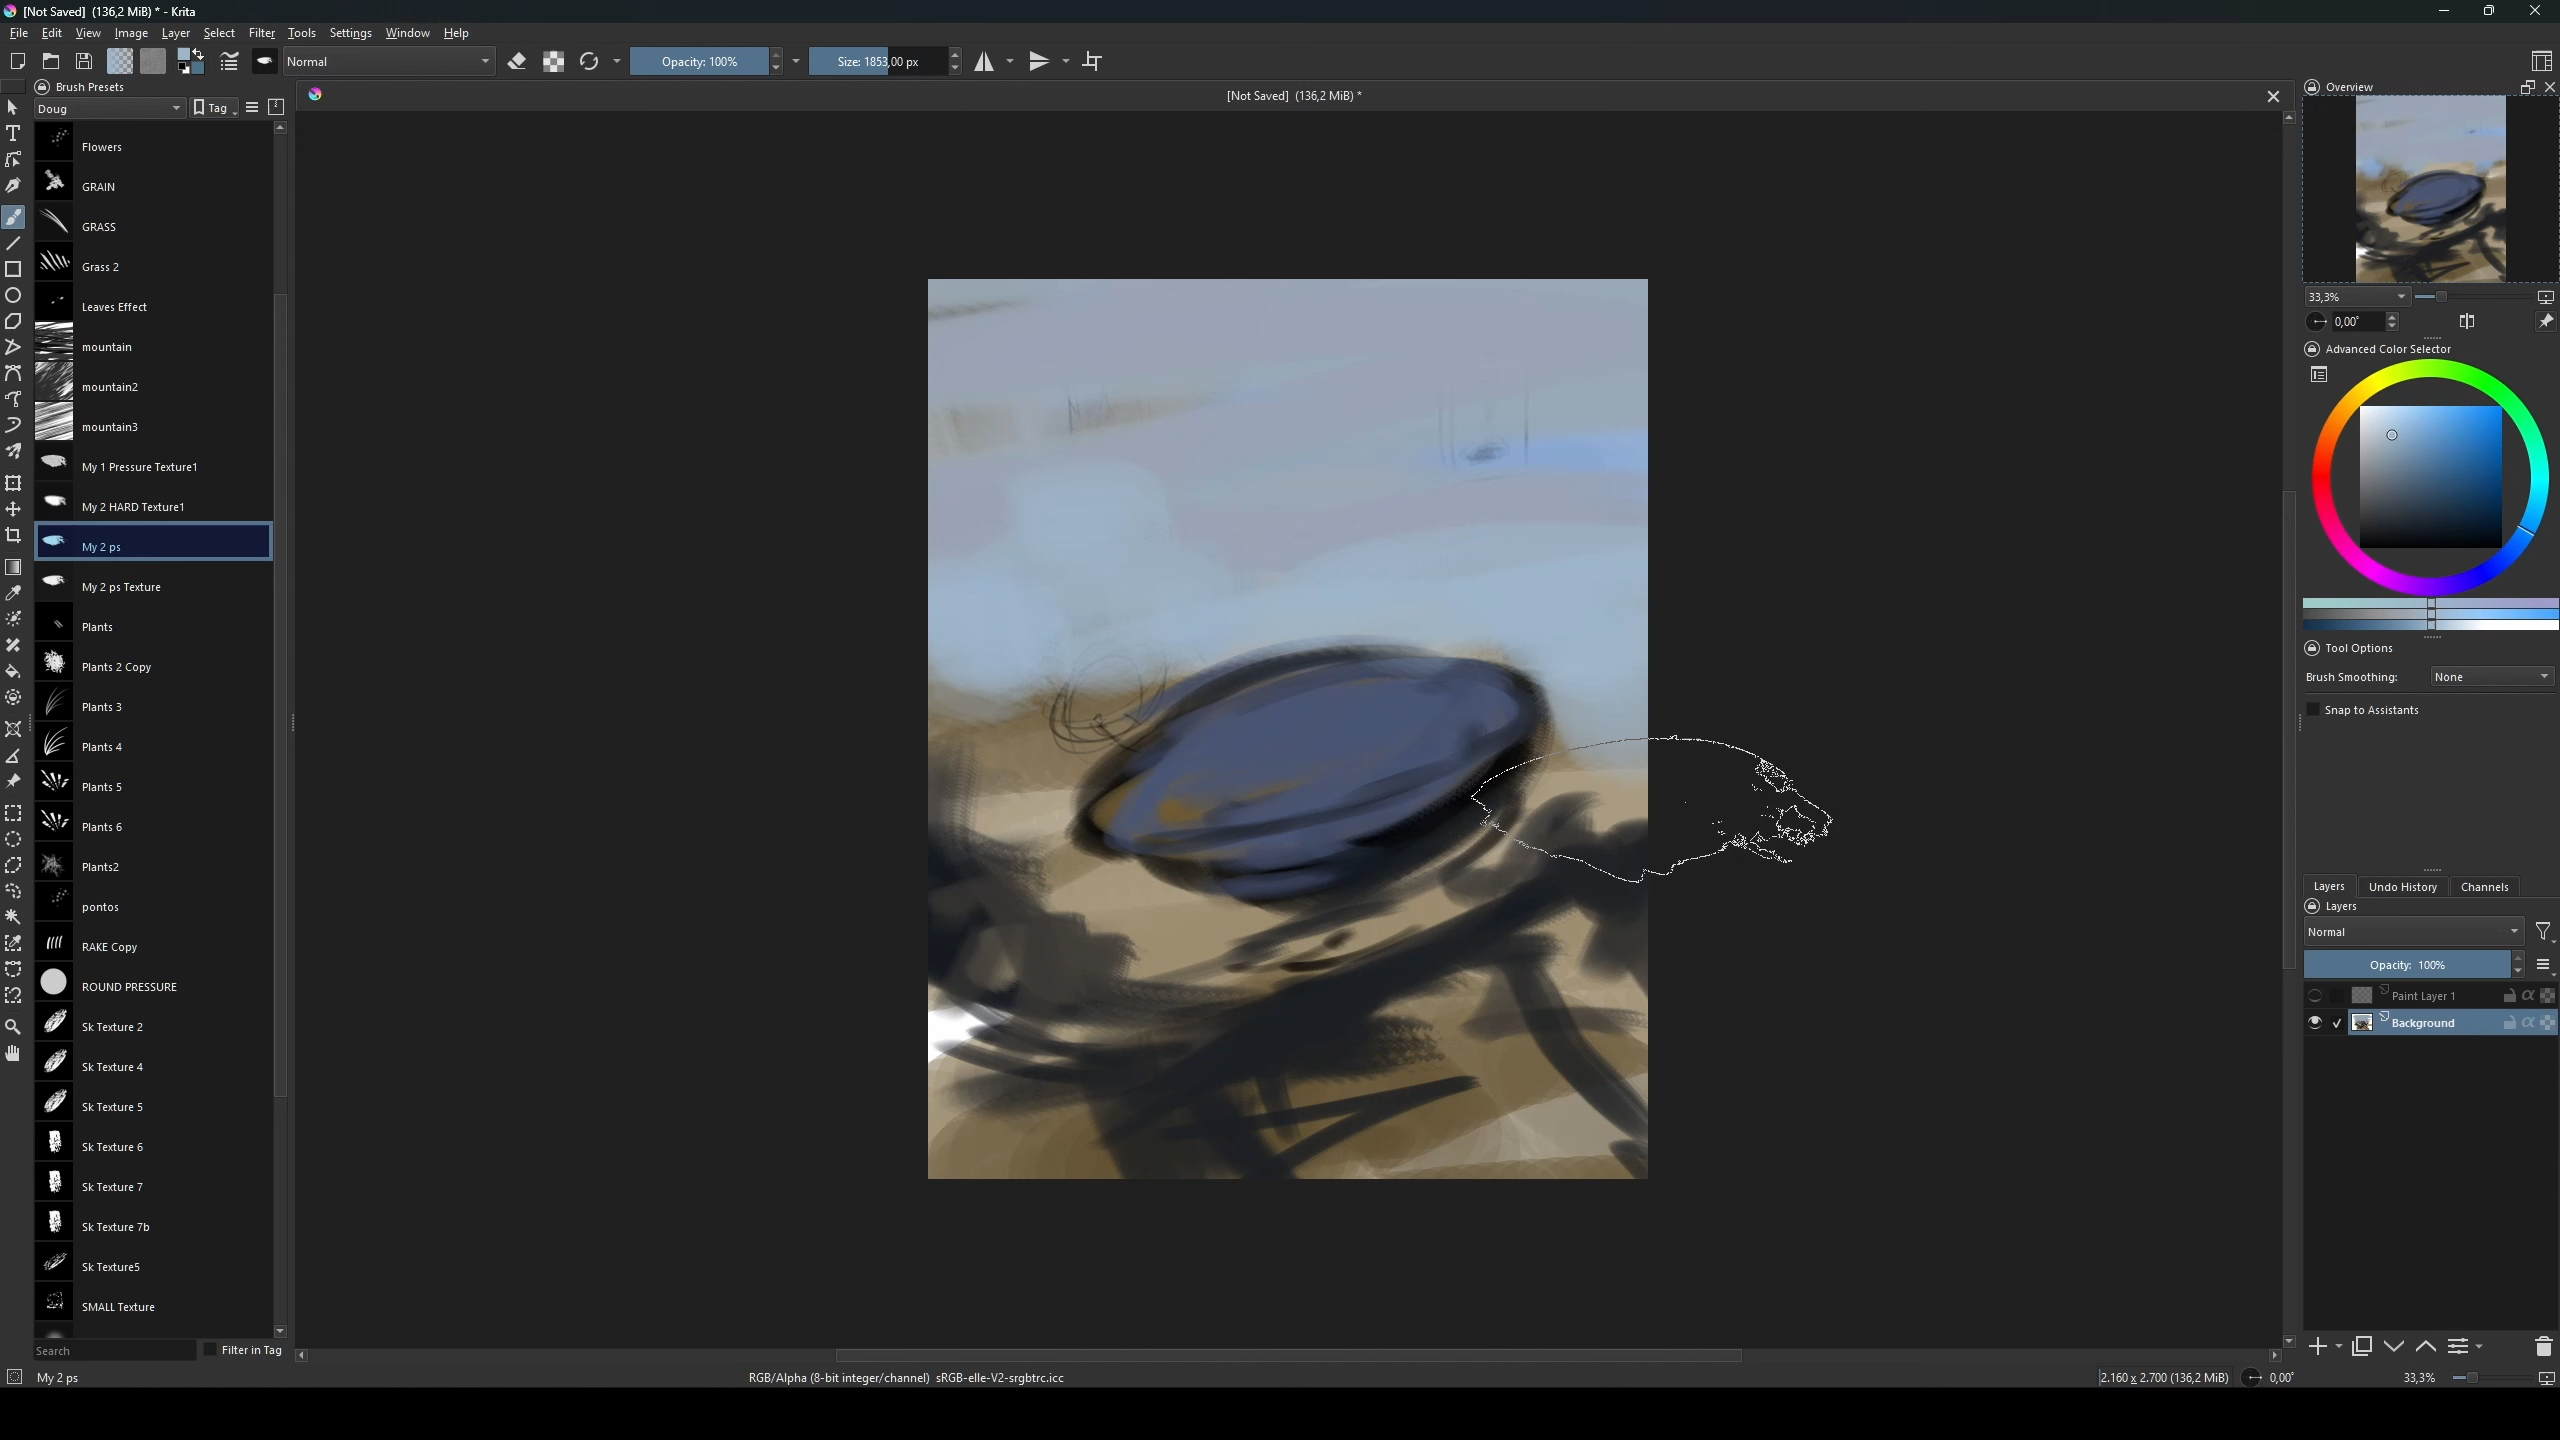 [Not Saved] (136,2 MiB) * - Krita
File Edit View Image Layer Select Filter Tools Settings Window Help
Normal
Opacity: 100%
Size: 1853,00 px
Brush Presets
Doug
Tag
[Not Saved] (136,2 MiB) *
Flowers
GRAIN
GRASS
Grass 2
Leaves Effect
mountain
mountain2
mountain3
My 1 Pressure Texture1
My 2 HARD Texture1
My 2 ps
My 2 ps Texture
Plants
Plants 2 Copy
Plants 3
Plants 4
Plants 5
Plants 6
Plants2
pontos
RAKE Copy
ROUND PRESSURE
Sk Texture 2
Sk Texture 4
Sk Texture 5
Sk Texture 6
Sk Texture 7
Sk Texture 7b
Sk Texture5
SMALL Texture
Search
Filter in Tag
Overview
33,3%
0,00°
Advanced Color Selector
Tool Options
Brush Smoothing: None
Snap to Assistants
Layers Undo History Channels
Layers
Normal
Opacity: 100%
Paint Layer 1
Background
My 2 ps
RGB/Alpha (8-bit integer/channel) sRGB-elle-V2-srgbtrc.icc
2.160 x 2.700 (136,2 MiB)
0,00°
33,3%